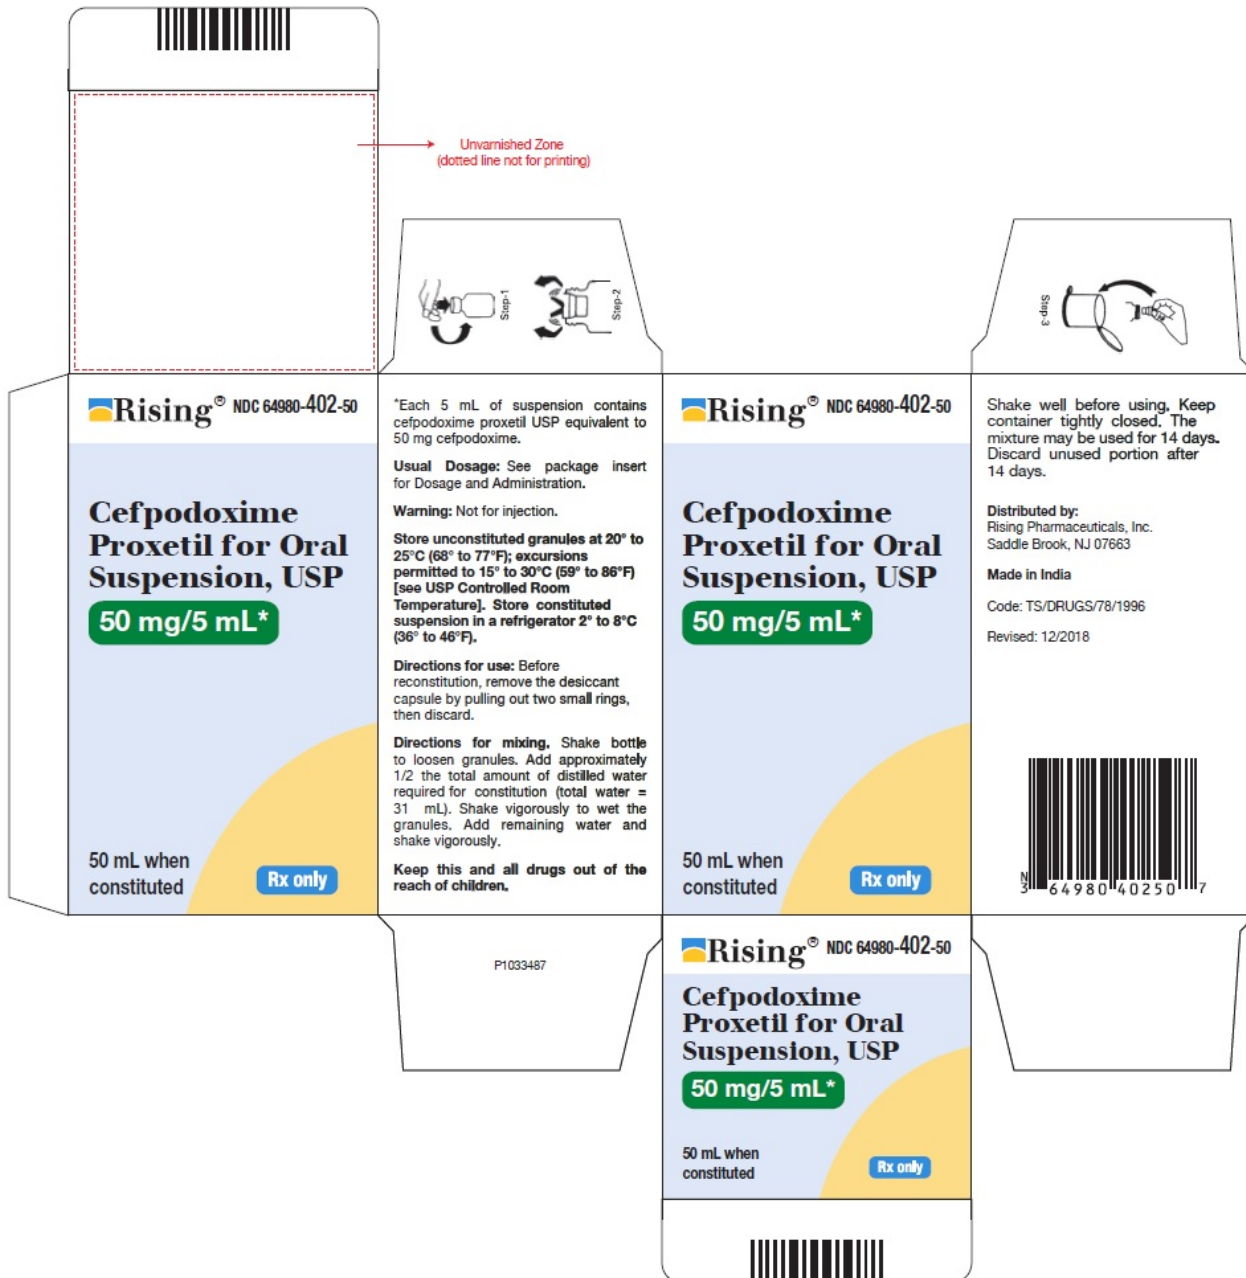 Unvarnished Zone
(dotted line not for printing)
Step-1
Step-2
Step-3
Rising® NDC 64980-402-50
Cefpodoxime
Proxetil for Oral
Suspension, USP
50 mg/5 mL*
50 mL when
constituted
Rx only
*Each 5 mL of suspension contains
cefpodoxime proxetil USP equivalent to
50 mg cefpodoxime.
Usual Dosage: See package insert
for Dosage and Administration.
Warning: Not for injection.
Store unconstituted granules at 20° to
25°C (68° to 77°F); excursions
permitted to 15° to 30°C (59° to 86°F)
[see USP Controlled Room
Temperature]. Store constituted
suspension in a refrigerator 2° to 8°C
(36° to 46°F).
Directions for use: Before
reconstitution, remove the desiccant
capsule by pulling out two small rings,
then discard.
Directions for mixing. Shake bottle
to loosen granules. Add approximately
1/2 the total amount of distilled water
required for constitution (total water =
31 mL). Shake vigorously to wet the
granules. Add remaining water and
shake vigorously.
Keep this and all drugs out of the
reach of children.
Rising® NDC 64980-402-50
Cefpodoxime
Proxetil for Oral
Suspension, USP
50 mg/5 mL*
50 mL when
constituted
Rx only
Shake well before using. Keep
container tightly closed. The
mixture may be used for 14 days.
Discard unused portion after
14 days.
Distributed by:
Rising Pharmaceuticals, Inc.
Saddle Brook, NJ 07663
Made in India
Code: TS/DRUGS/78/1996
Revised: 12/2018
N
3 64980 40250 7
P1033487
Rising® NDC 64980-402-50
Cefpodoxime
Proxetil for Oral
Suspension, USP
50 mg/5 mL*
50 mL when
constituted
Rx only